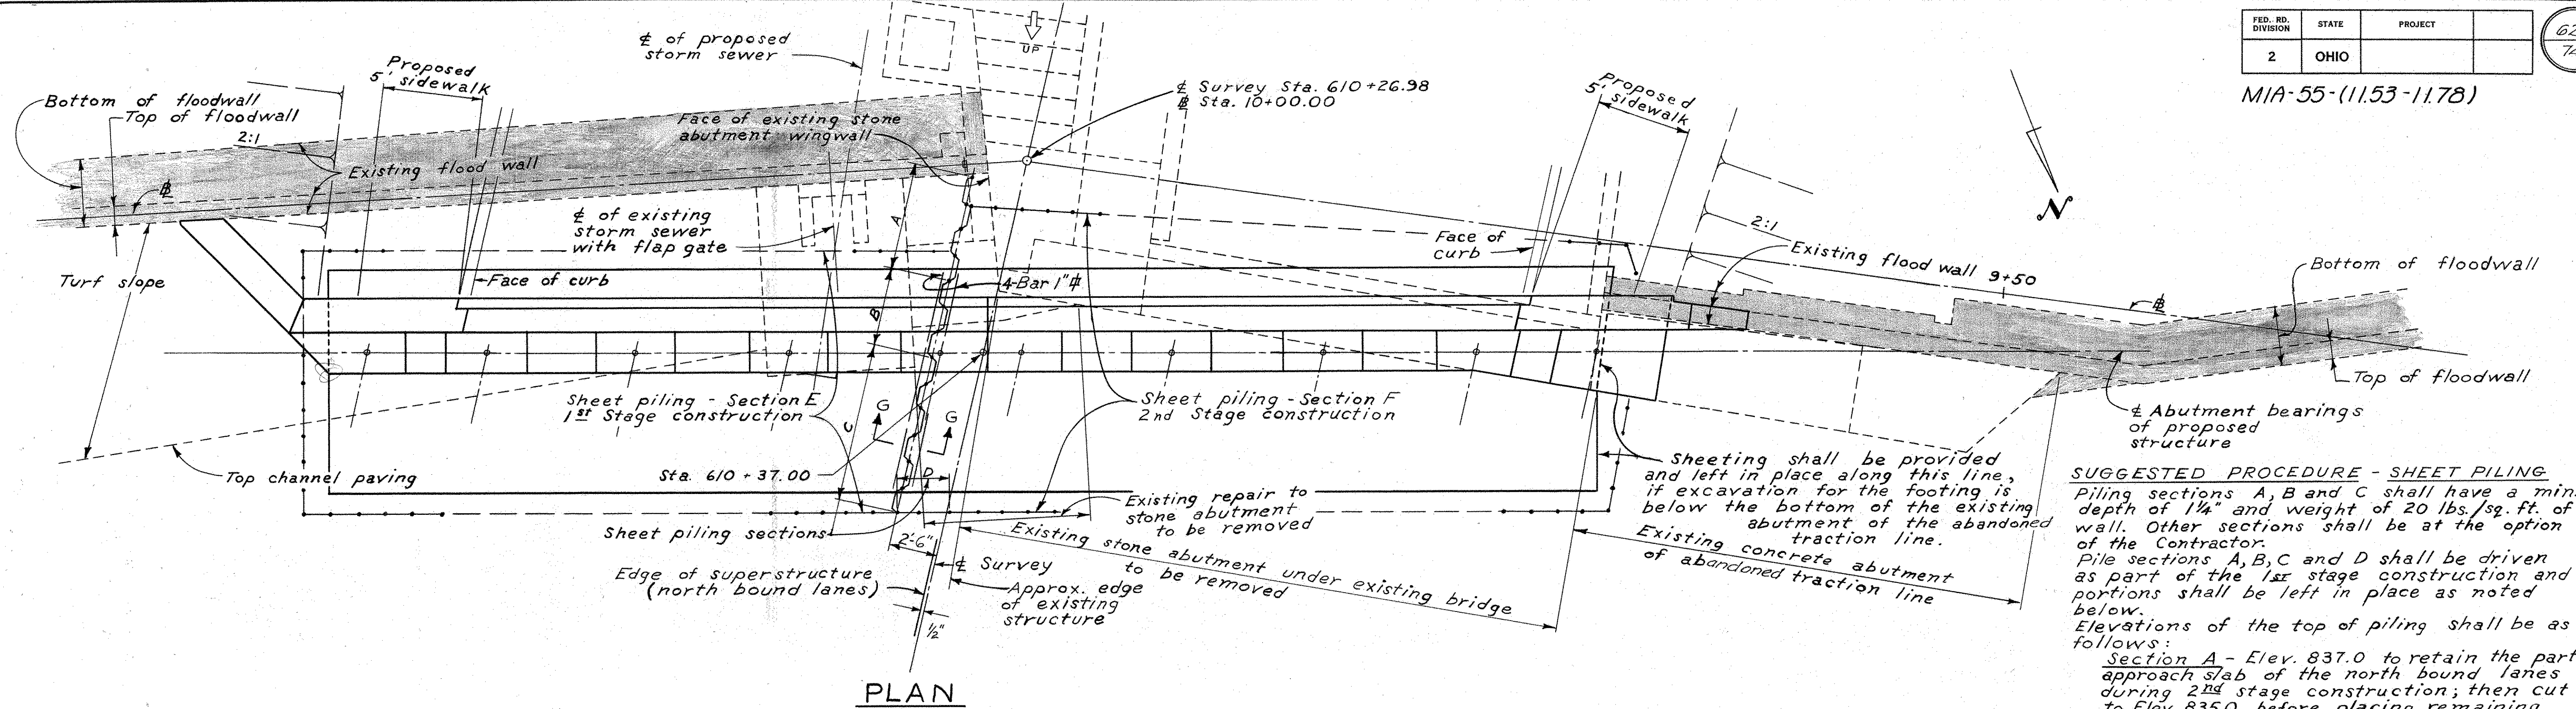 FED. RD. DIVISION
STATE
PROJECT
2
OHIO
62
MIA-55-(11.53-11.78)
℄ of proposed
storm sewer
UP
Proposed
5' sidewalk
℄ Survey Sta. 610+26.98
Sta. 10+00.00
Proposed
5' sidewalk
Bottom of floodwall
Top of floodwall
2:1
Face of existing stone
abutment wingwall
Existing flood wall
N
A
2:1
℄ of existing
storm sewer
with flap gate
Face of
curb
Existing flood wall
9+50
Bottom of floodwall
Turf slope
Face of curb
4-Bar 1"
B
Top of floodwall
Sheet piling - Section E
1st Stage construction
G
G
C
Sheet piling - Section F
2nd Stage construction
℄ Abutment bearings
of proposed
structure
Top channel paving
Sta. 610 + 37.00
D
Sheeting shall be provided
and left in place along this line,
if excavation for the footing is
below the bottom of the existing
abutment of the abandoned
traction line.
Existing repair to
stone abutment
to be removed
Sheet piling sections
2'-6"
Existing stone abutment under existing bridge
to be removed
Existing concrete abutment
of abandoned traction line
℄ Survey
Edge of superstructure
(north bound lanes)
Approx. edge
of existing
structure
1/2"
PLAN
SUGGESTED PROCEDURE - SHEET PILING
Piling sections A, B and C shall have a min.
depth of 1¼" and weight of 20 lbs./sq. ft. of
wall. Other sections shall be at the option
of the Contractor.
Pile sections A, B, C and D shall be driven
as part of the 1st stage construction and
portions shall be left in place as noted
below.
Elevations of the top of piling shall be as
follows:
Section A - Elev. 837.0 to retain the part
approach slab of the north bound lanes
during 2nd stage construction; then cut
to Elev. 835.0 before placing remaining